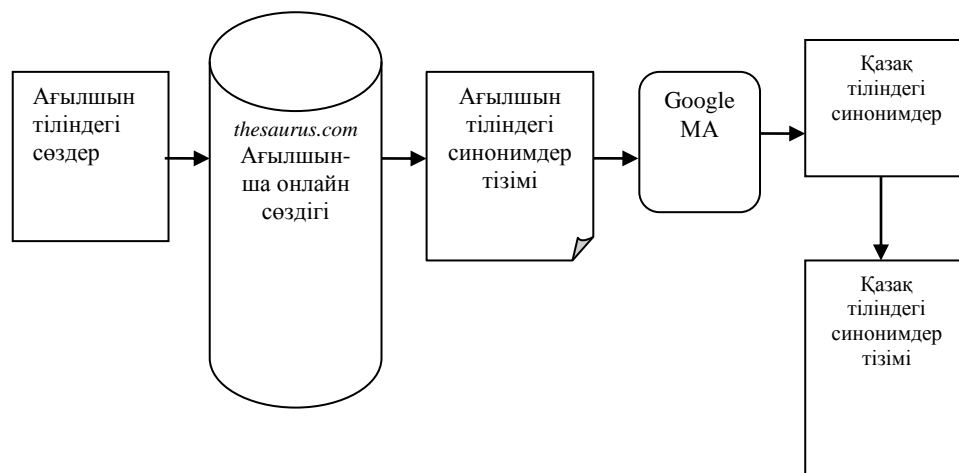 Ағылшын
тіліндегі
сөздер
thesaurus.com
Ағылшын-
ша онлайн
сөздігі
Ағылшын
тіліндегі
синонимдер
тізімі
Google
МА
Қазақ
тіліндегі
синонимдер
Қазақ
тіліндегі
синонимдер
тізімі